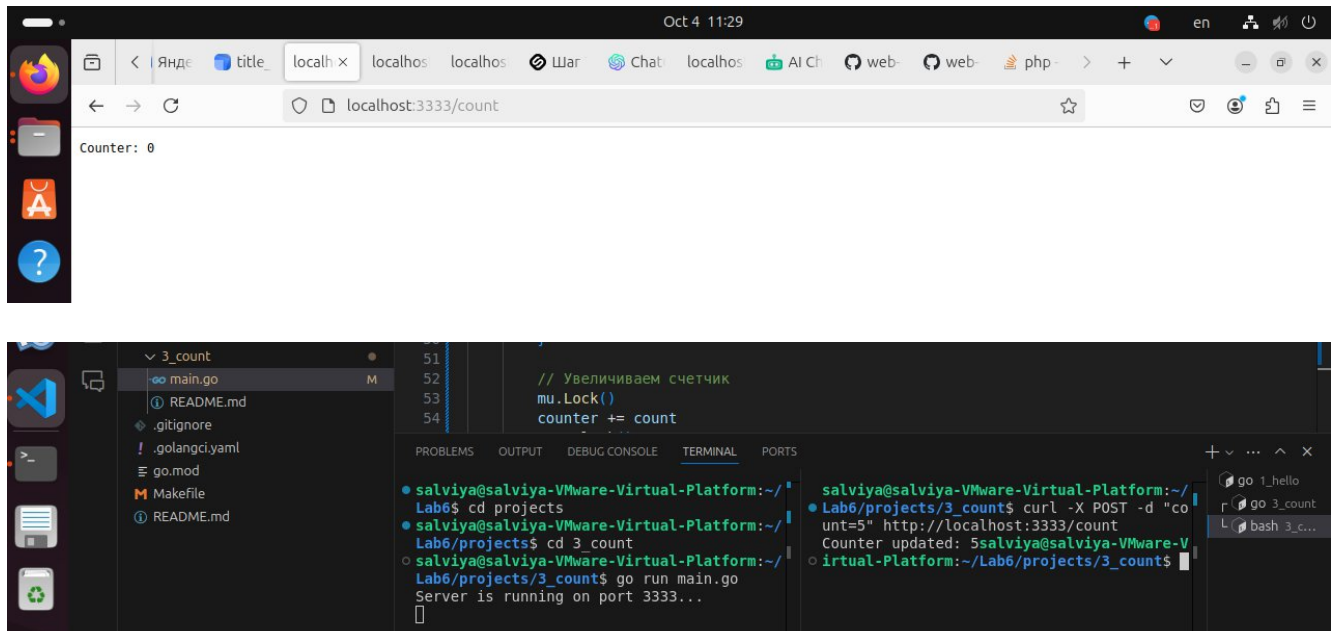 Oct 4 11:29
en
Янде
title_
localh
localhos
localhos
Шаг
Chat
localhos
AI Ch
web-
web-
php -
localhost:3333/count
Counter: 0
3_count
main.go
M
README.md
.gitignore
.golangci.yaml
go.mod
Makefile
README.md
51
52 // Увеличиваем счетчик
53 mu.Lock()
54 counter += count
PROBLEMS OUTPUT DEBUG CONSOLE TERMINAL PORTS
salviya@salviya-VMware-Virtual-Platform:~/
Lab6$ cd projects
salviya@salviya-VMware-Virtual-Platform:~/
Lab6/projects$ cd 3_count
salviya@salviya-VMware-Virtual-Platform:~/
Lab6/projects/3_count$ go run main.go
Server is running on port 3333...
salviya@salviya-VMware-Virtual-Platform:~/
Lab6/projects/3_count$ curl -X POST -d "co
unt=5" http://localhost:3333/count
Counter updated: 5salviya@salviya-VMware-V
irtual-Platform:~/Lab6/projects/3_count$
go 1_hello
go 3_count
bash 3_c...